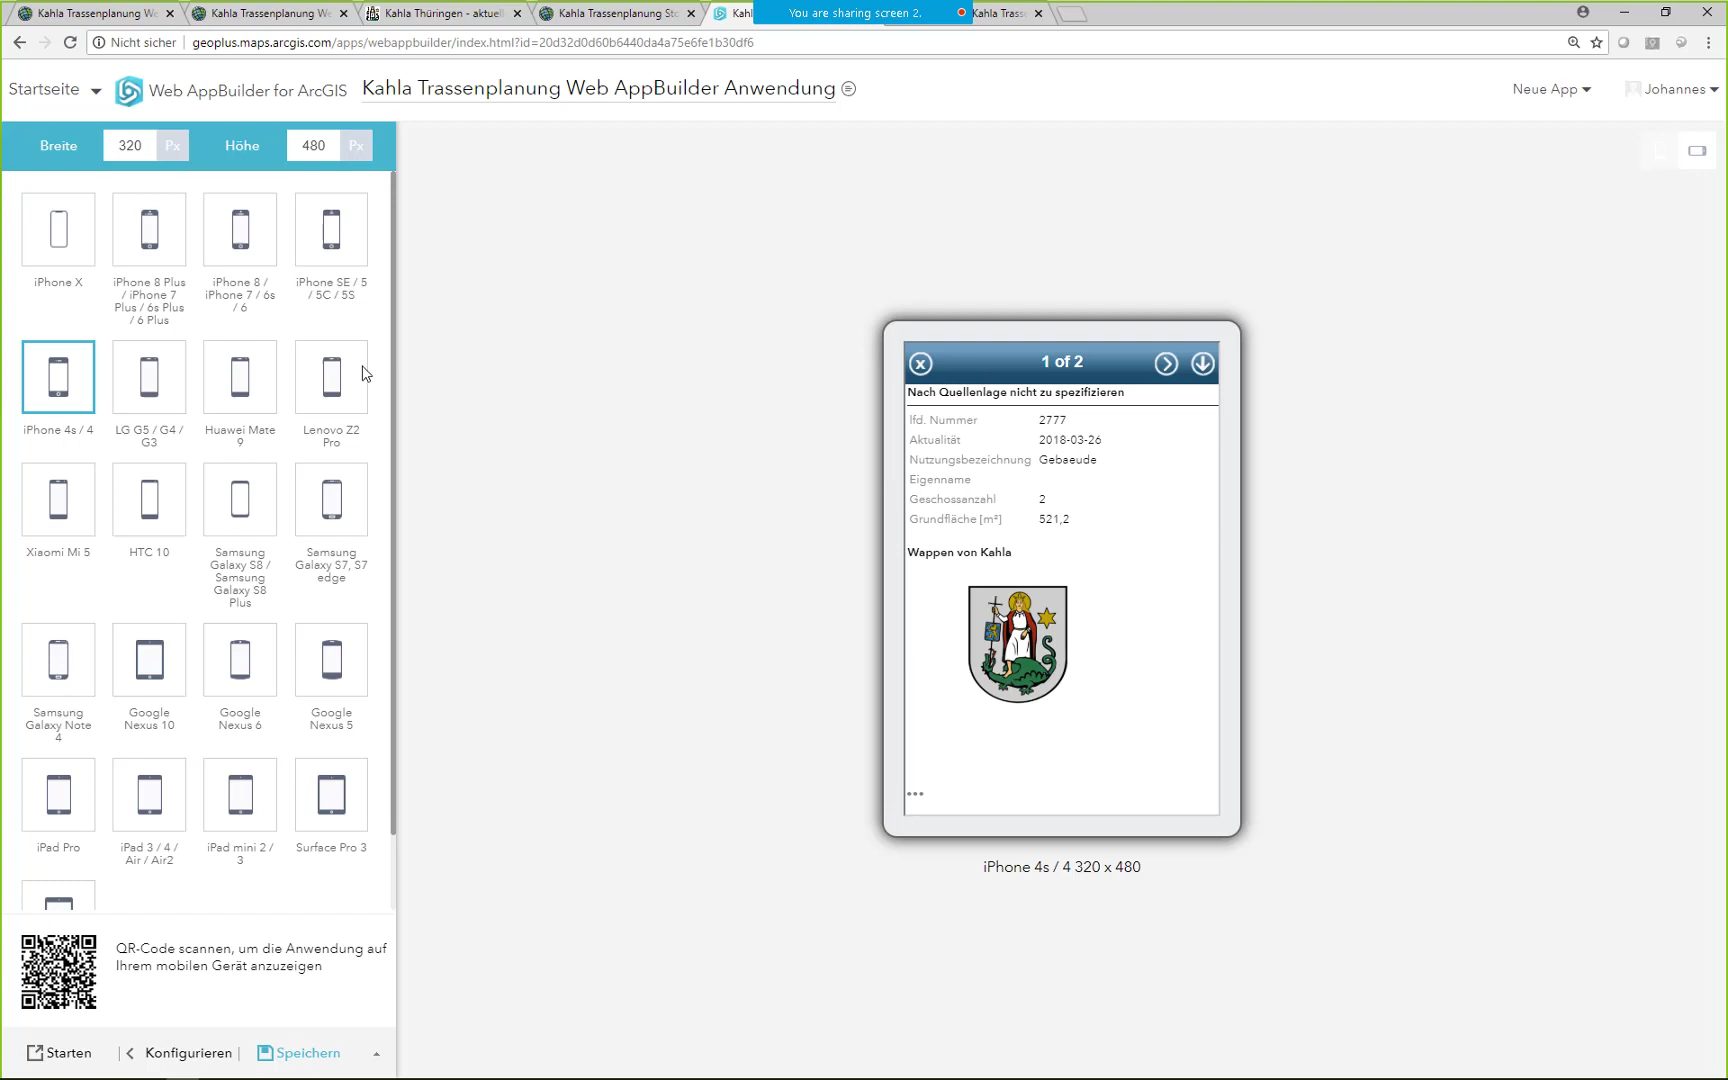 Kahla Trassenplanung We
Kahla Trassenplanung We
Kahla Thüringen - aktuell
Kahla Trassenplanung Sto
Kahl
You are sharing screen 2.
Kahla Trass
Nicht sicher
geoplus.maps.arcgis.com/apps/webappbuilder/index.html?id=20d32d0d60b6440da4a75e6fe1b30df6
Startseite
Web AppBuilder for ArcGIS
Kahla Trassenplanung Web AppBuilder Anwendung
Neue App
Johannes
Breite
320
Px
Höhe
480
Px
iPhone X
iPhone 8 Plus
/ iPhone 7
Plus / 6s Plus
/ 6 Plus
iPhone 8 /
iPhone 7 / 6s
/ 6
iPhone SE / 5
/ 5C / 5S
iPhone 4s / 4
LG G5 / G4 /
G3
Huawei Mate
9
Lenovo Z2
Pro
Xiaomi Mi 5
HTC 10
Samsung
Galaxy S8 /
Samsung
Galaxy S8
Plus
Samsung
Galaxy S7, S7
edge
Samsung
Galaxy Note
4
Google
Nexus 10
Google
Nexus 6
Google
Nexus 5
iPad Pro
iPad 3 / 4 /
Air / Air2
iPad mini 2 /
3
Surface Pro 3
QR-Code scannen, um die Anwendung auf
Ihrem mobilen Gerät anzuzeigen
Starten
Konfigurieren
Speichern
1 of 2
Nach Quellenlage nicht zu spezifizieren
lfd. Nummer 2777
Aktualität 2018-03-26
Nutzungsbezeichnung Gebaeude
Eigenname
Geschossanzahl 2
Grundfläche [m²] 521,2
Wappen von Kahla
iPhone 4s / 4 320 x 480